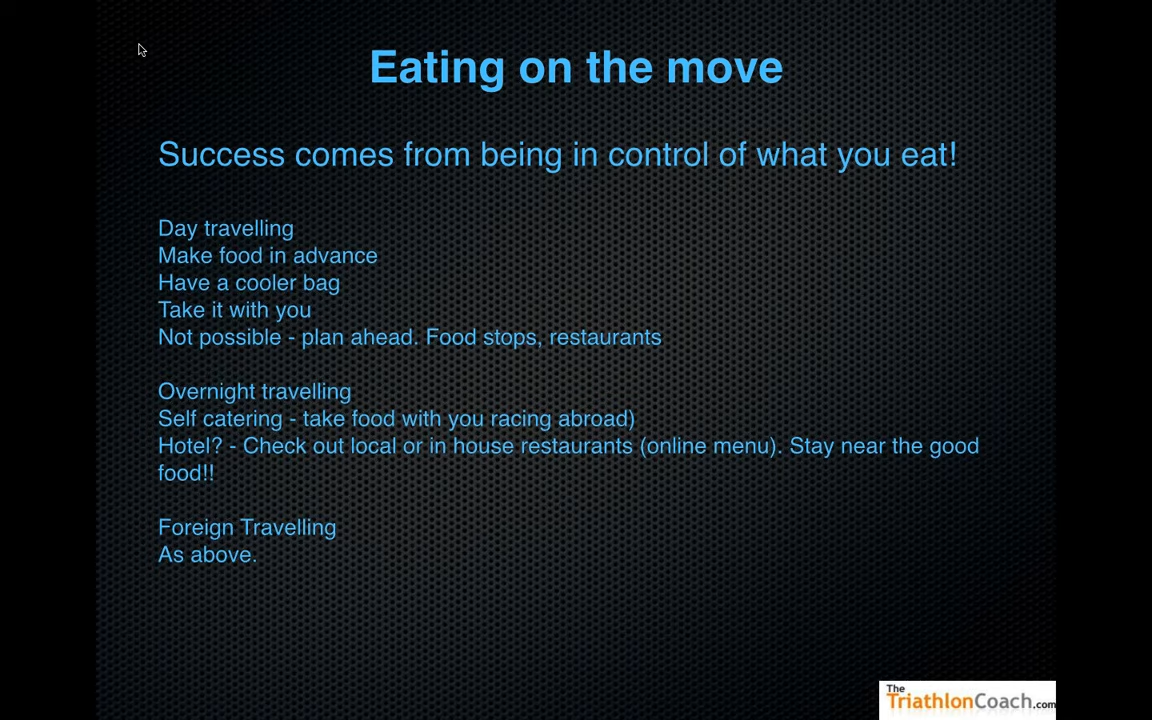 Eating on the move
Success comes from being in control of what you eat!
Day travelling
Make food in advance
Have a cooler bag
Take it with you
Not possible - plan ahead. Food stops, restaurants
Overnight travelling
Self catering - take food with you racing abroad)
Hotel? - Check out local or in house restaurants (online menu). Stay near the good
food!!
Foreign Travelling
As above.
The
TriathlonCoach.com